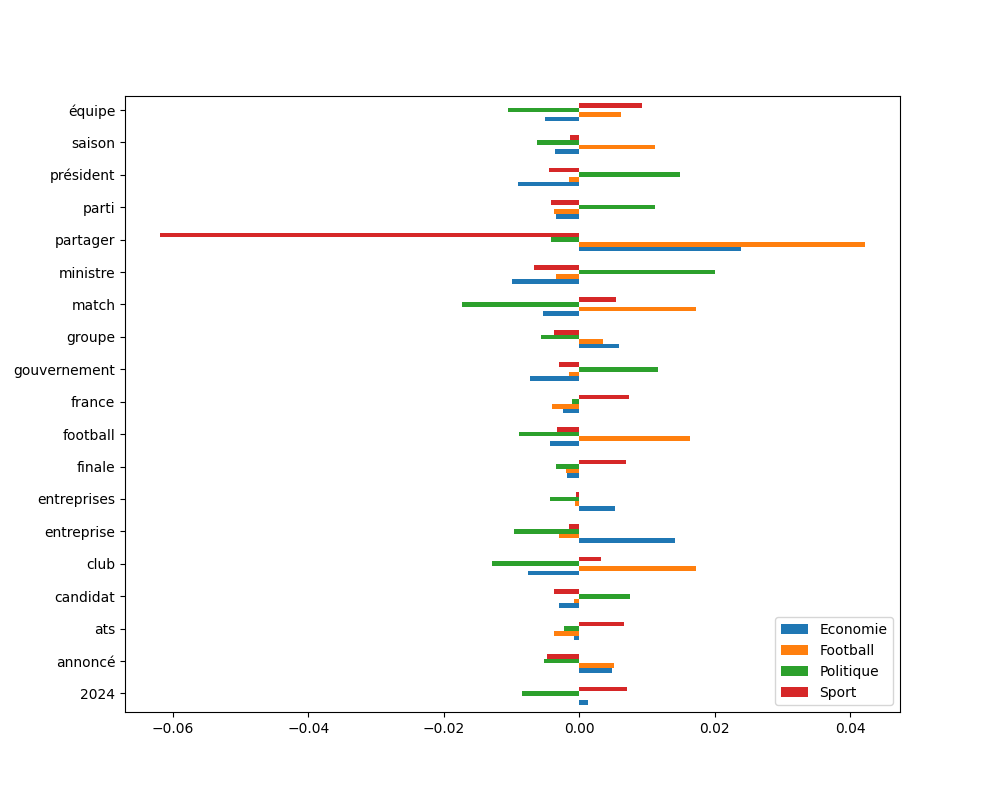 équipe
saison
président
parti
partager
ministre
match
groupe
gouvernement
france
football
finale
entreprises
entreprise
club
candidat
ats
annoncé
2024
−0.06
−0.04
−0.02
0.00
0.02
0.04
Economie
Football
Politique
Sport